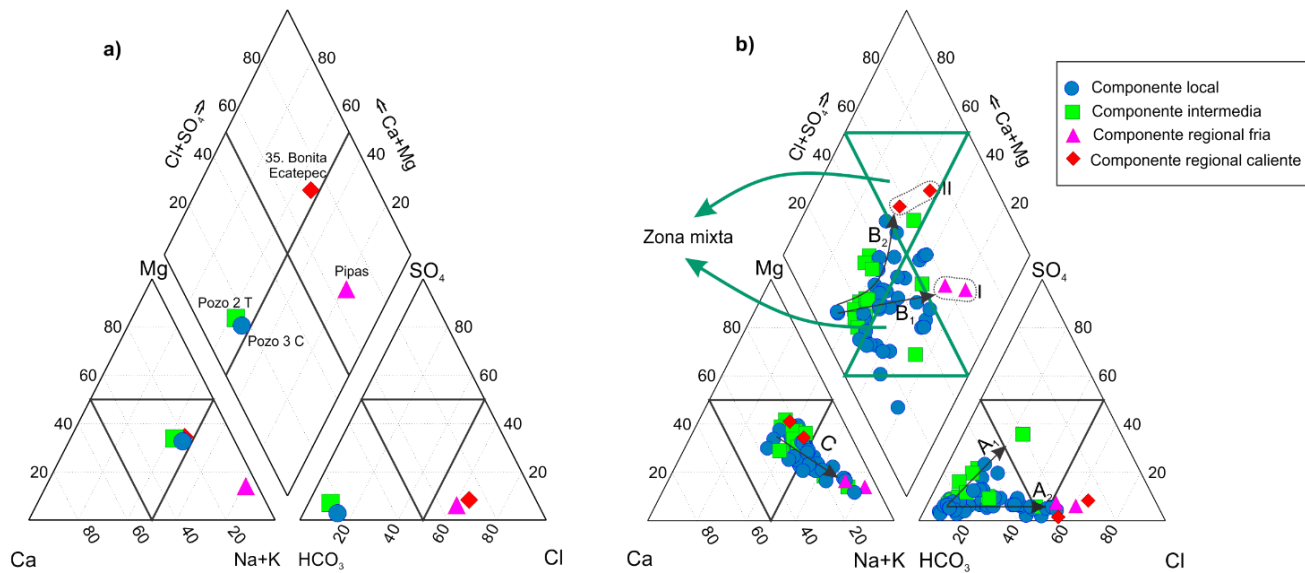 a)
80
80
60
60
Cl+SO₄ ⇒
⇐ Ca+Mg
40
40
35. Bonita
Ecatepec
20
20
Mg
SO₄
Pipas
Pozo 2 T
Pozo 3 C
80
80
60
60
40
40
20
20
80
60
40
20
20
40
60
80
Ca
Na+K
HCO₃
Cl
b)
80
80
60
60
Cl+SO₄ ⇒
⇐ Ca+Mg
40
40
20
20
II
B₂
Zona mixta
Mg
SO₄
I
B₁
80
80
60
60
40
40
C
A₁
20
20
A₂
80
60
40
20
20
40
60
80
Ca
Na+K
HCO₃
Cl
Componente local
Componente intermedia
Componente regional fria
Componente regional caliente